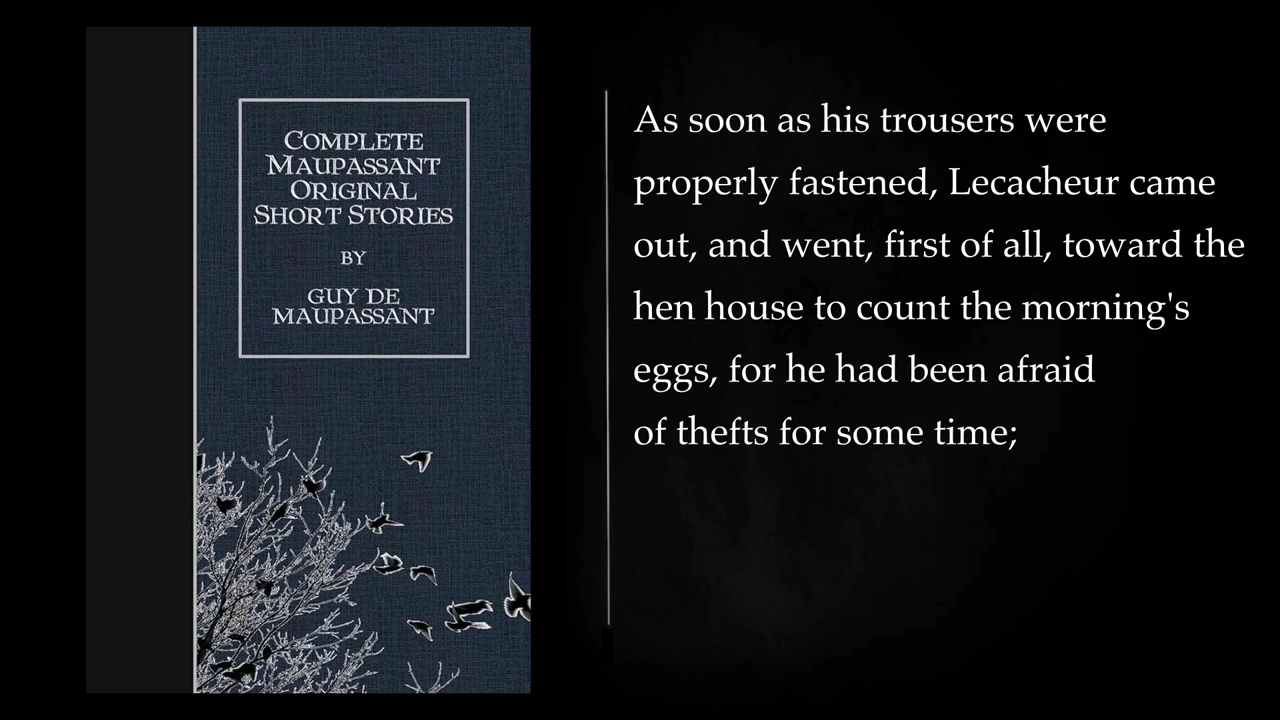 COMPLETE
MAUPASSANT
ORIGINAL
SHORT STORIES
BY
GUY DE
MAUPASSANT
As soon as his trousers were
properly fastened, Lecacheur came
out, and went, first of all, toward the
hen house to count the morning's
eggs, for he had been afraid
of thefts for some time;